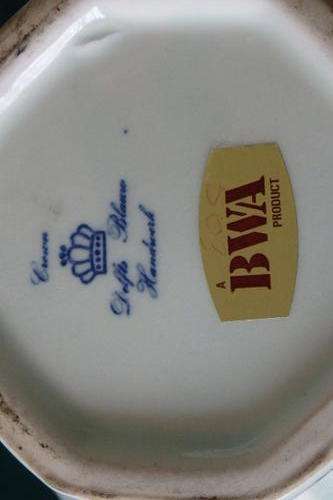 Crown
Delfts Blauw
Handwerk
A
BWA
PRODUCT